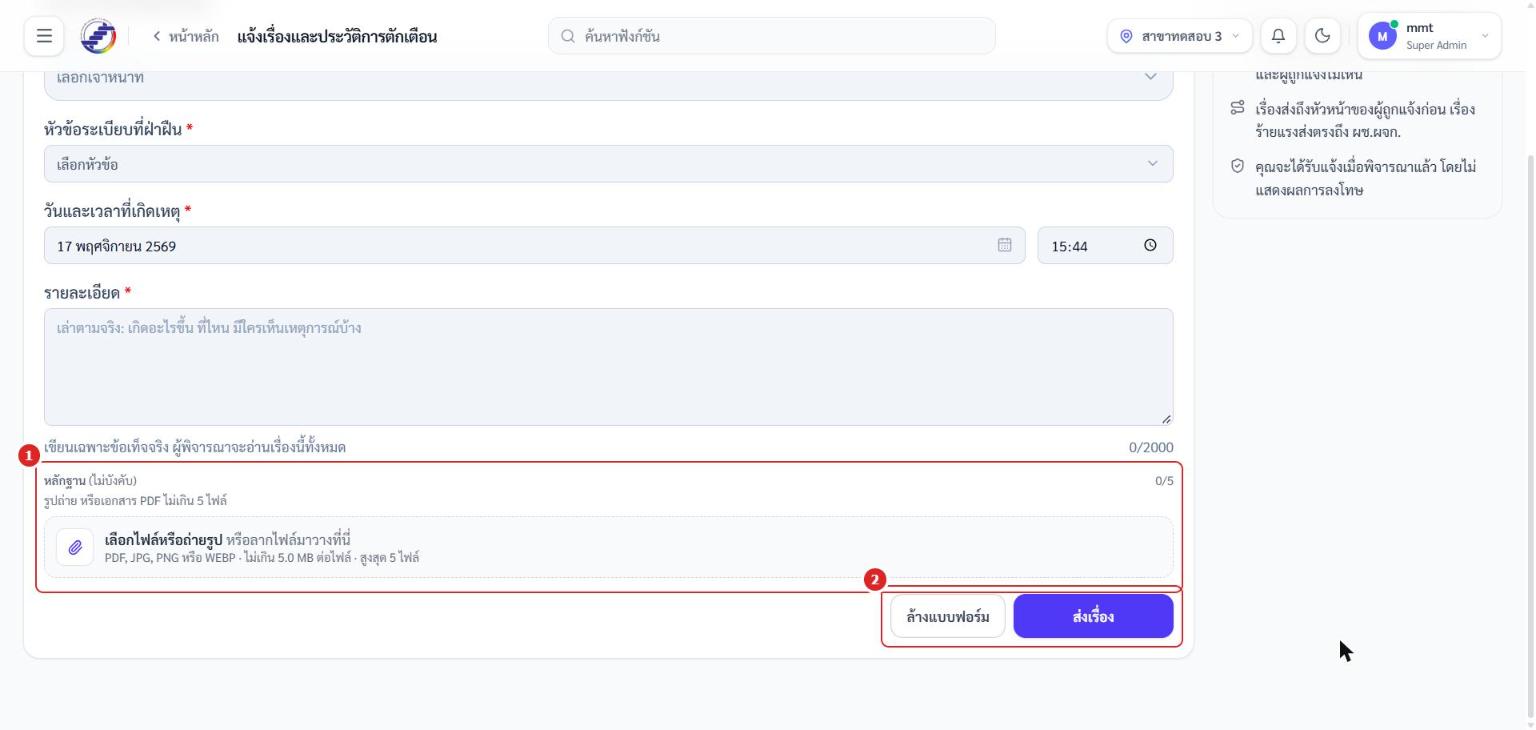 หน้าหลัก แจ้งเรื่องและประวัติการตักเตือน
ค้นหาฟังก์ชัน
สาขาทดสอบ 3
M
mmt
Super Admin
เลือกเจ้าหน้าที่
หัวข้อระเบียบที่ฝ่าฝืน *
เลือกหัวข้อ
วันและเวลาที่เกิดเหตุ *
17 พฤศจิกายน 2569
15:44
รายละเอียด *
เล่าตามจริง: เกิดอะไรขึ้น ที่ไหน มีใครเห็นเหตุการณ์บ้าง
เขียนเฉพาะข้อเท็จจริง ผู้พิจารณาจะอ่านเรื่องนี้ทั้งหมด
0/2000
1
หลักฐาน (ไม่บังคับ)
0/5
รูปถ่าย หรือเอกสาร PDF ไม่เกิน 5 ไฟล์
เลือกไฟล์หรือถ่ายรูป หรือลากไฟล์มาวางที่นี่
PDF, JPG, PNG หรือ WEBP · ไม่เกิน 5.0 MB ต่อไฟล์ · สูงสุด 5 ไฟล์
2
ล้างแบบฟอร์ม
ส่งเรื่อง
และผู้ถูกแจ้งไม่เห็น
เรื่องส่งถึงหัวหน้าของผู้ถูกแจ้งก่อน เรื่อง
ร้ายแรงส่งตรงถึง ผช.ผจก.
คุณจะได้รับแจ้งเมื่อพิจารณาแล้ว โดยไม่
แสดงผลการลงโทษ